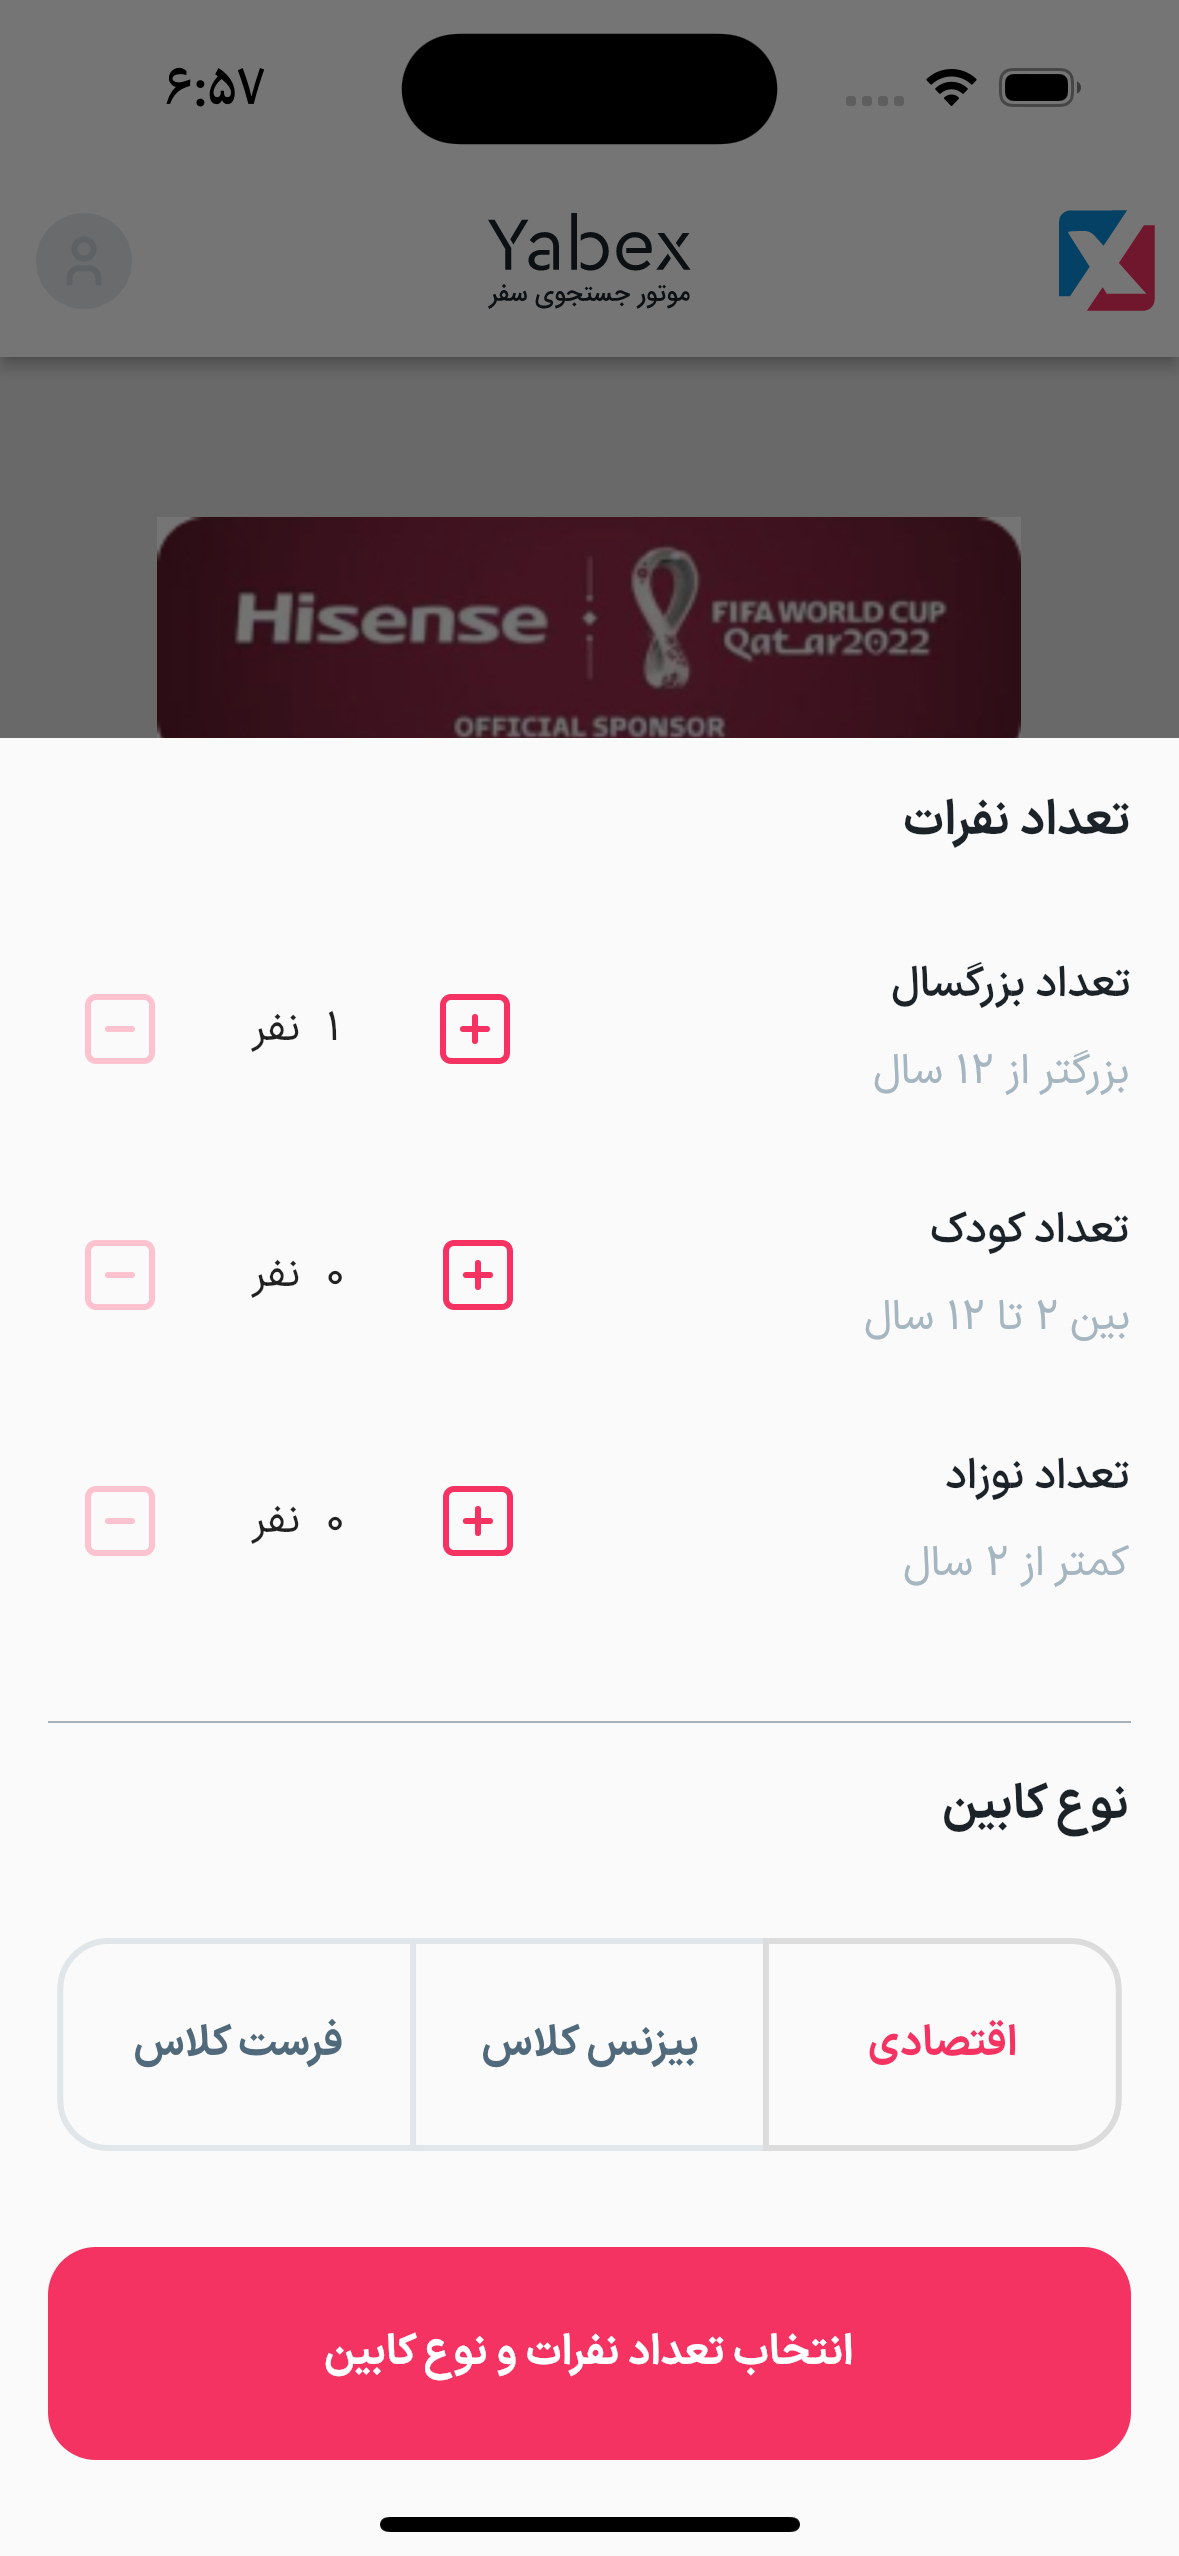 ۶:۵۷
Yabex
موتور جستجوی سفر
Hisense
FIFA WORLD CUP
Qatar2022
OFFICIAL SPONSOR
تعداد نفرات
تعداد بزرگسال
بزرگتر از ۱۲ سال
۱ نفر
تعداد کودک
بین ۲ تا ۱۲ سال
۰ نفر
تعداد نوزاد
کمتر از ۲ سال
۰ نفر
نوع کابین
اقتصادی
بیزنس کلاس
فرست کلاس
انتخاب تعداد نفرات و نوع کابین